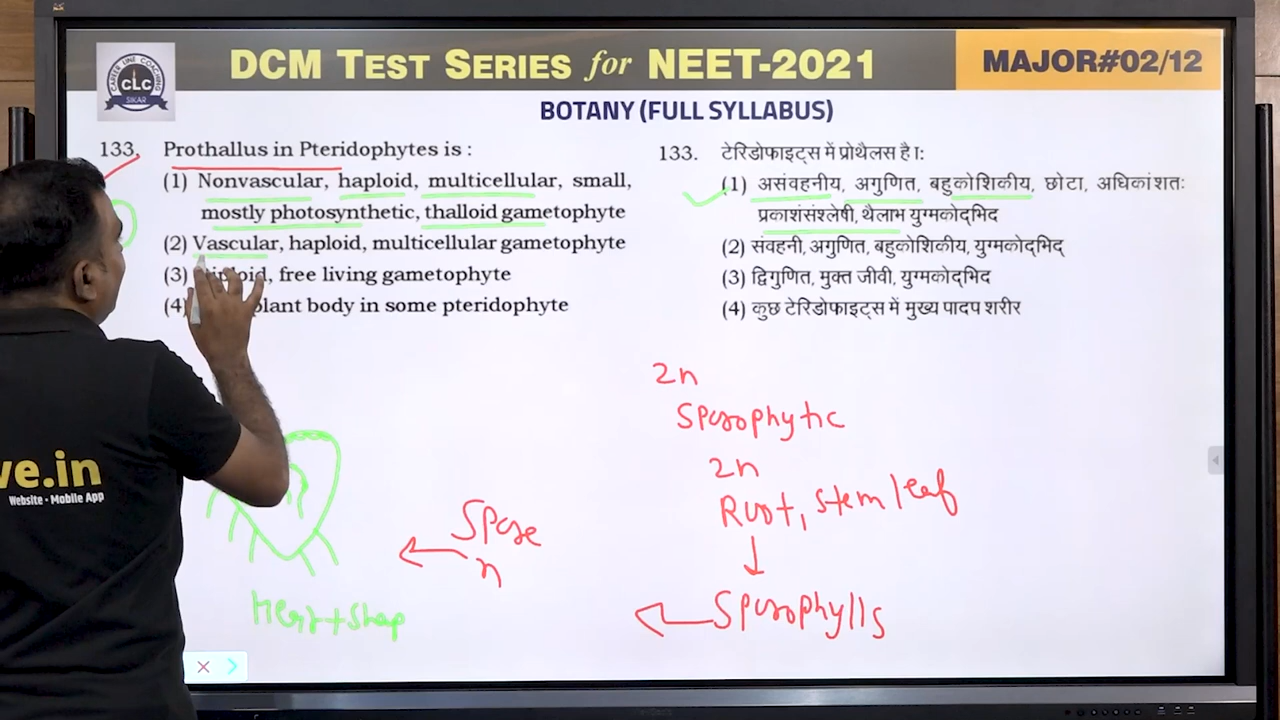 CAREER LINE COACHING
CLC
SIKAR
DCM TEST SERIES for NEET-2021
MAJOR#02/12
BOTANY (FULL SYLLABUS)
133. Prothallus in Pteridophytes is :
(1) Nonvascular, haploid, multicellular, small,
mostly photosynthetic, thalloid gametophyte
(2) Vascular, haploid, multicellular gametophyte
(3) free living gametophyte
(4) plant body in some pteridophyte
133. टेरिडोफाइट्स में प्रोथैलस है।:
(1) असंवहनीय, अगुणित, बहुकोशिकीय, छोटा, अधिकांशतः
प्रकाशंसंश्लेषी, थैलाभ युग्मकोद्भिद
(2) संवहनी, अगुणित, बहुकोशिकीय, युग्मकोद्भिद्
(3) द्विगुणित, मुक्त जीवी, युग्मकोद्भिद
(4) कुछ टेरिडोफाइट्स में मुख्य पादप शरीर
2n
Sporophytic
2n
Root, stem leaf
Sporophylls
Spore
n
Heart shap
ve.in
Website - Mobile App